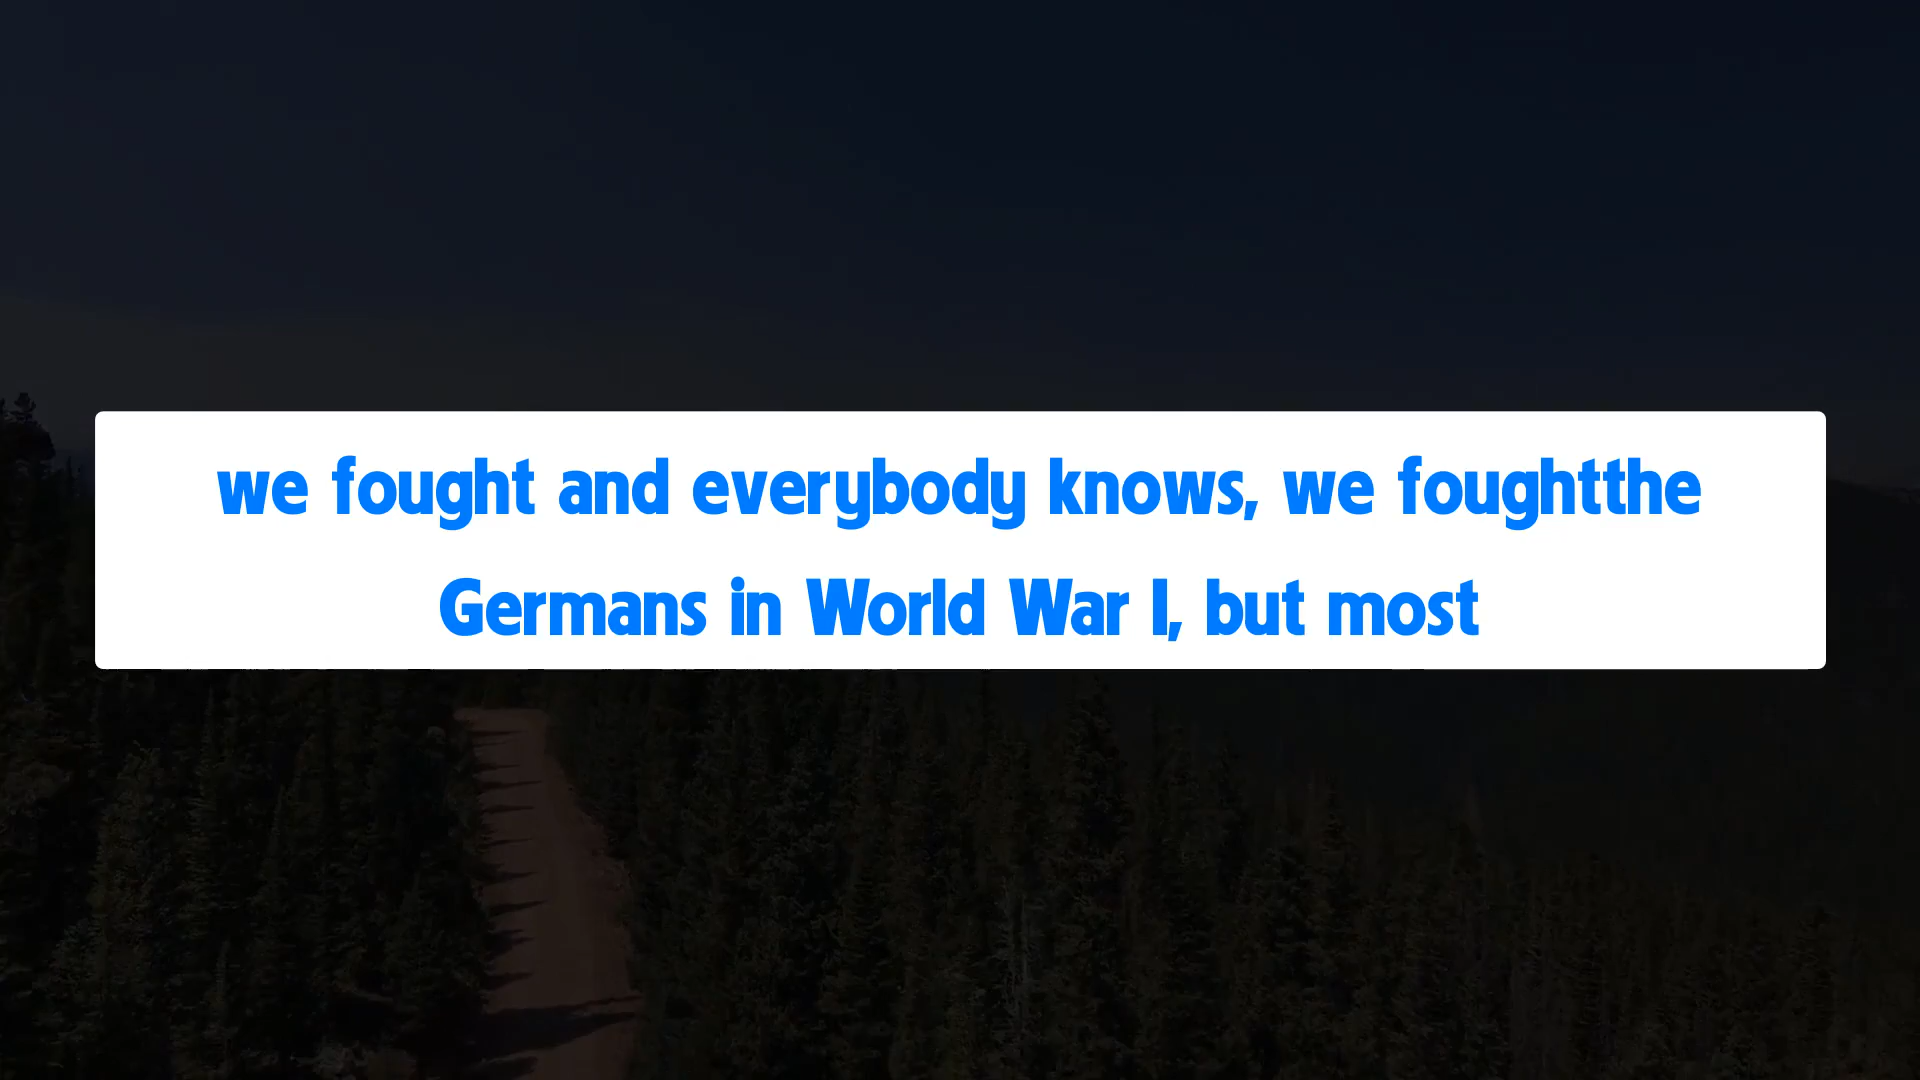 we fought and everybody knows, we foughtthe
Germans in World War I, but most